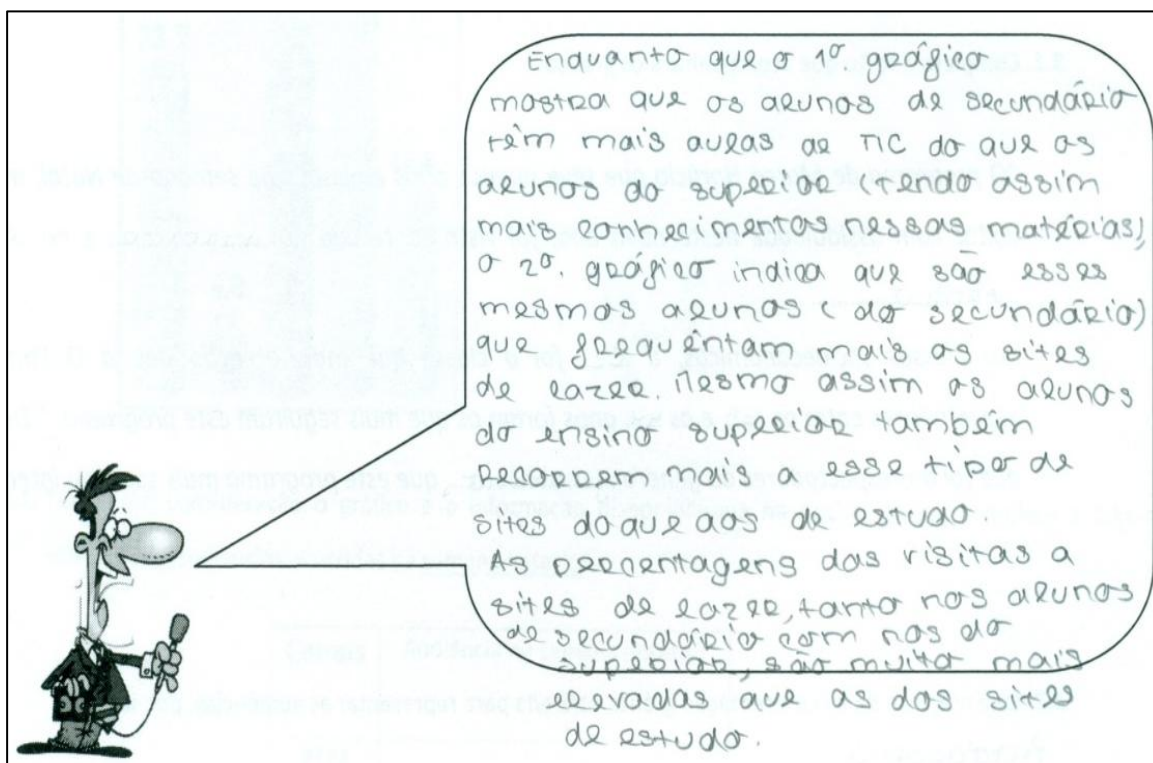 Enquanto que o 1º gráfico
mostra que os alunos de secundário
têm mais aulas de TIC do que os
alunos do superior (tendo assim
mais conhecimentos nessas matérias),
o 2º. gráfico indica que são esses
mesmos alunos (do secundário)
que frequêntam mais os sites
de lazer. Mesmo assim os alunos
do ensino superior também
recorrem mais a esse tipo de
sites do que aos de estudo.
As percentagens das visitas a
sites de lazer, tanto nos alunos
de secundário com nos do
superior, são muito mais
elevadas que as dos sites
de estudo.